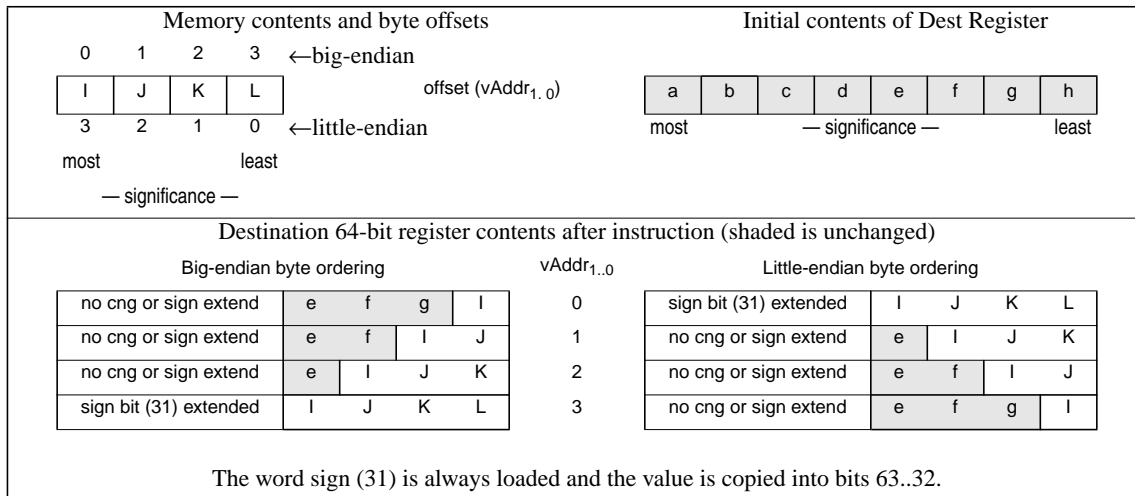 Memory contents and byte offsets
Initial contents of Dest Register
0 1 2 3 ←big-endian
I J K L offset (vAddr1. 0)
a b c d e f g h
3 2 1 0 ←little-endian
most — significance — least
most least
— significance —
Destination 64-bit register contents after instruction (shaded is unchanged)
Big-endian byte ordering vAddr1..0 Little-endian byte ordering
no cng or sign extend e f g I 0 sign bit (31) extended I J K L
no cng or sign extend e f I J 1 no cng or sign extend e I J K
no cng or sign extend e I J K 2 no cng or sign extend e f I J
sign bit (31) extended I J K L 3 no cng or sign extend e f g I
The word sign (31) is always loaded and the value is copied into bits 63..32.